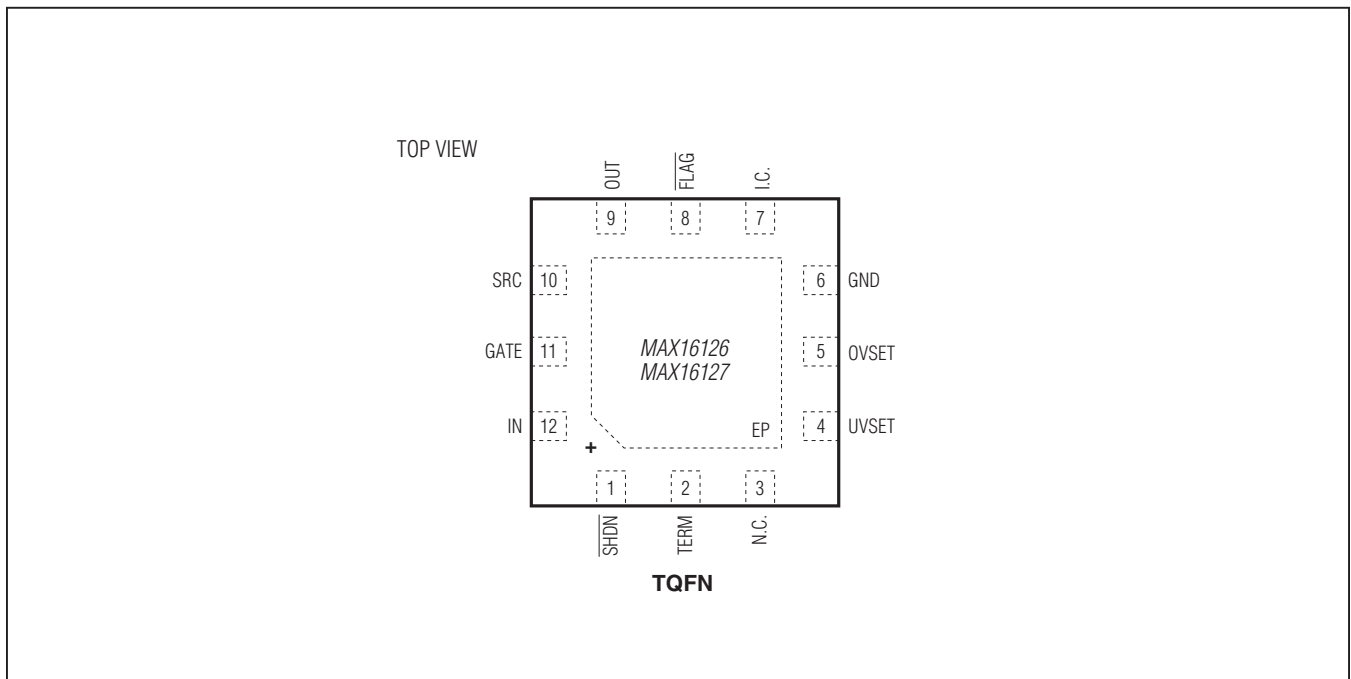 TOP VIEW
OUT
FLAG
I.C.
9
8
7
SRC
10
6
GND
GATE
11
MAX16126
MAX16127
5
OVSET
IN
12
EP
4
UVSET
+
1
2
3
SHDN
TERM
N.C.
TQFN